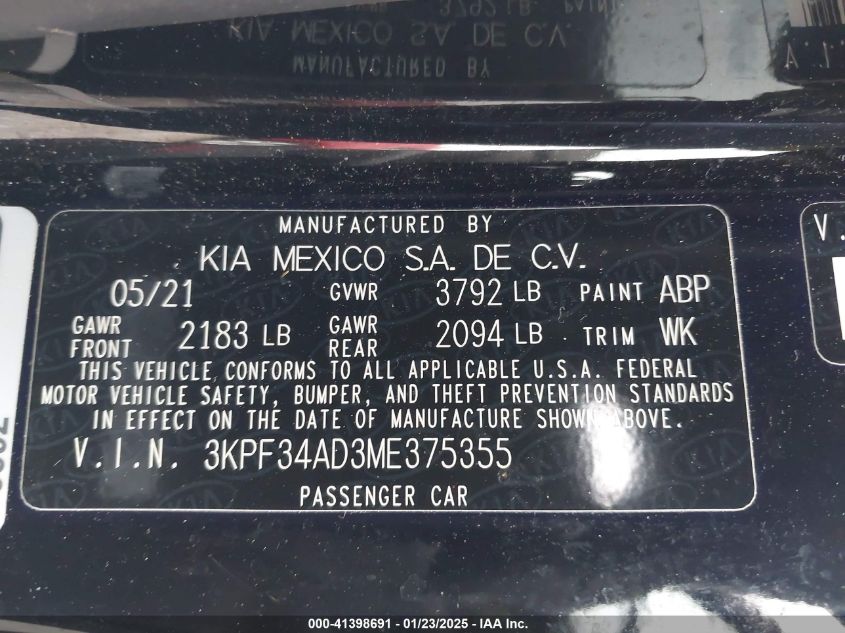 3792 LB PAINT
KIA MEXICO S.A. DE C.V.
MANUFACTURED BY
MANUFACTURED BY
KIA MEXICO S.A. DE C.V.
05/21 GVWR 3792 LB PAINT ABP
GAWR FRONT 2183 LB GAWR REAR 2094 LB TRIM WK
THIS VEHICLE CONFORMS TO ALL APPLICABLE U.S.A. FEDERAL
MOTOR VEHICLE SAFETY, BUMPER, AND THEFT PREVENTION STANDARDS
IN EFFECT ON THE DATE OF MANUFACTURE SHOWN ABOVE.
V.I.N. 3KPF34AD3ME375355
PASSENGER CAR
V.
000-41398691 - 01/23/2025 - IAA Inc.